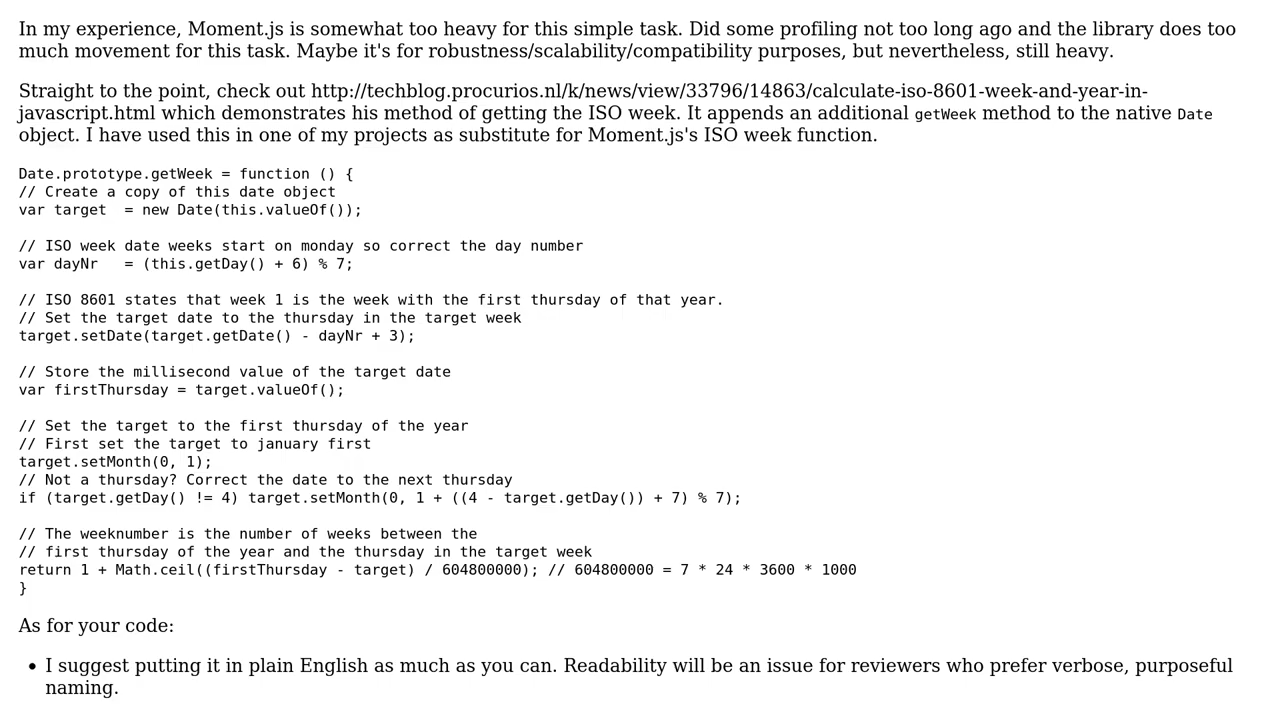 In my experience, Moment.js is somewhat too heavy for this simple task. Did some profiling not too long ago and the library does too
much movement for this task. Maybe it's for robustness/scalability/compatibility purposes, but nevertheless, still heavy.
Straight to the point, check out http://techblog.procurios.nl/k/news/view/33796/14863/calculate-iso-8601-week-and-year-in-
javascript.html which demonstrates his method of getting the ISO week. It appends an additional getWeek method to the native Date
object. I have used this in one of my projects as substitute for Moment.js's ISO week function.
Date.prototype.getWeek = function () {
// Create a copy of this date object
var target  = new Date(this.valueOf());
// ISO week date weeks start on monday so correct the day number
var dayNr   = (this.getDay() + 6) % 7;
// ISO 8601 states that week 1 is the week with the first thursday of that year.
// Set the target date to the thursday in the target week
target.setDate(target.getDate() - dayNr + 3);
// Store the millisecond value of the target date
var firstThursday = target.valueOf();
// Set the target to the first thursday of the year
// First set the target to january first
target.setMonth(0, 1);
// Not a thursday? Correct the date to the next thursday
if (target.getDay() != 4) target.setMonth(0, 1 + ((4 - target.getDay()) + 7) % 7);
// The weeknumber is the number of weeks between the
// first thursday of the year and the thursday in the target week
return 1 + Math.ceil((firstThursday - target) / 604800000); // 604800000 = 7 * 24 * 3600 * 1000
}
As for your code:
• I suggest putting it in plain English as much as you can. Readability will be an issue for reviewers who prefer verbose, purposeful
naming.